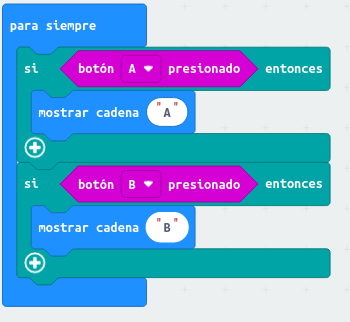 para siempre
si botón A presionado entonces
mostrar cadena "A"
si botón B presionado entonces
mostrar cadena "B"